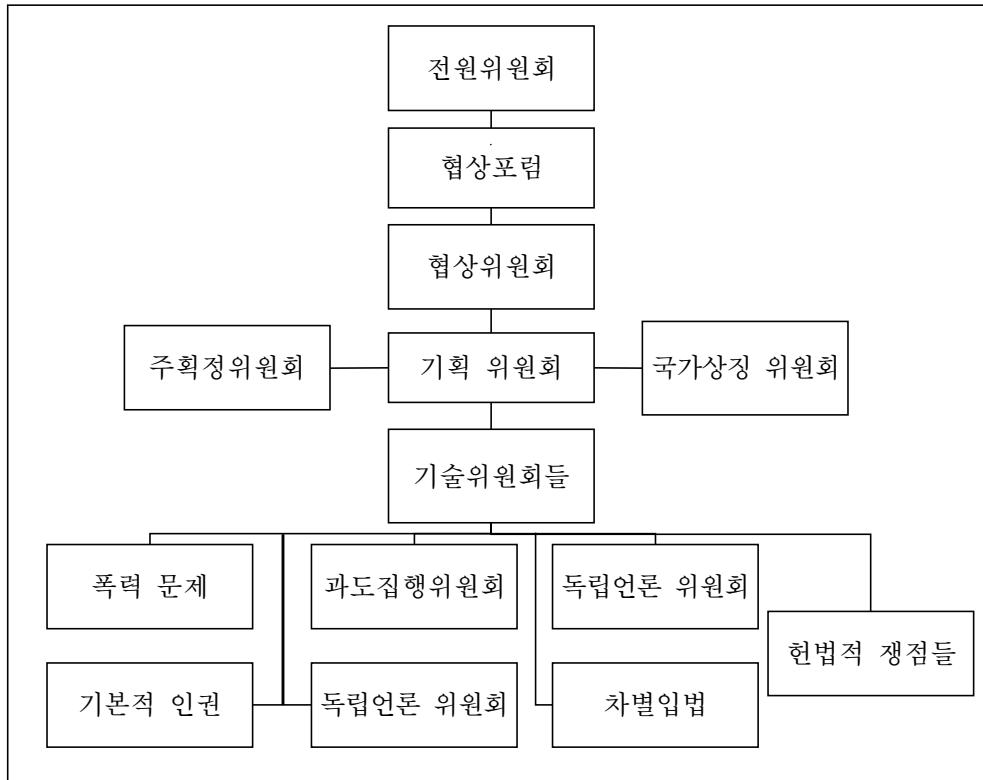 전원위원회
협상포럼
협상위원회
주획정위원회
기획 위원회
국가상징 위원회
기술위원회들
폭력 문제
과도집행위원회
독립언론 위원회
헌법적 쟁점들
기본적 인권
독립언론 위원회
차별입법